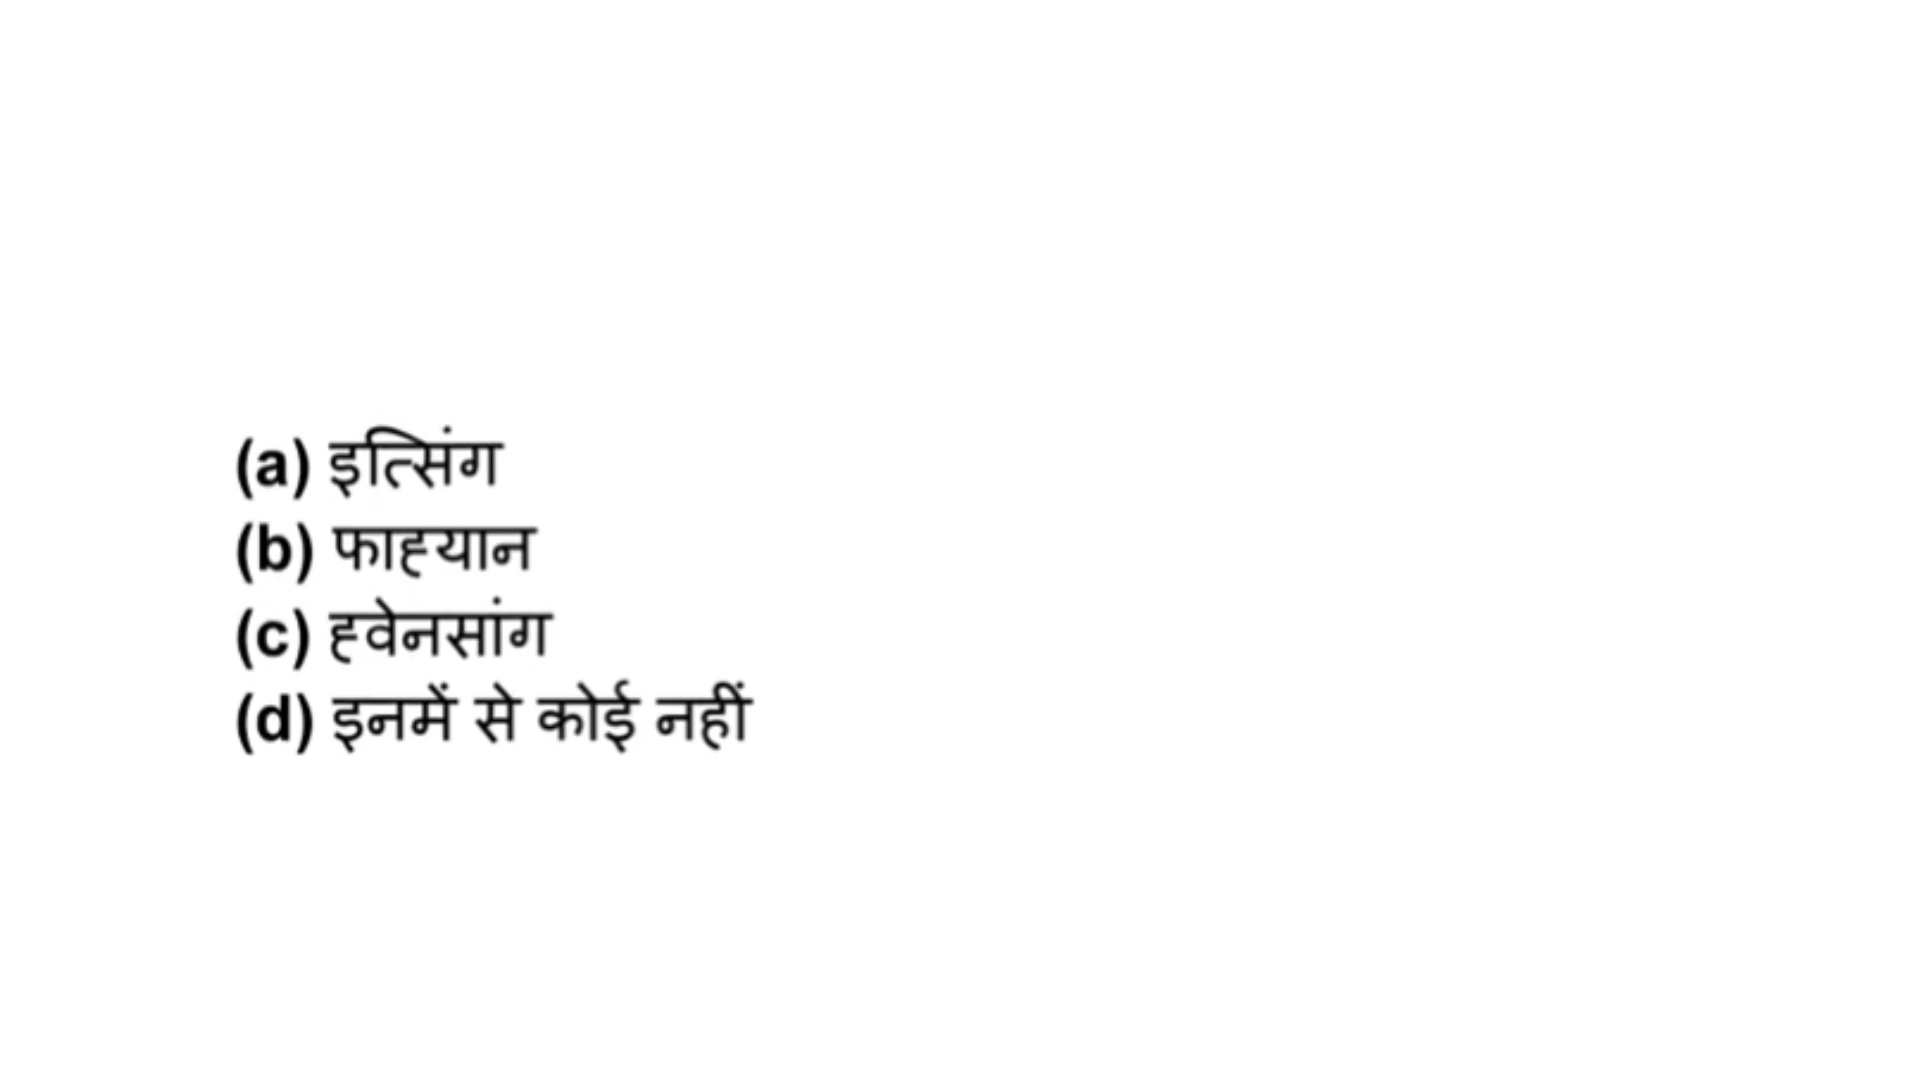 (a) इत्सिंग
(b) फाह्यान
(c) ह्वेनसांग
(d) इनमें से कोई नहीं